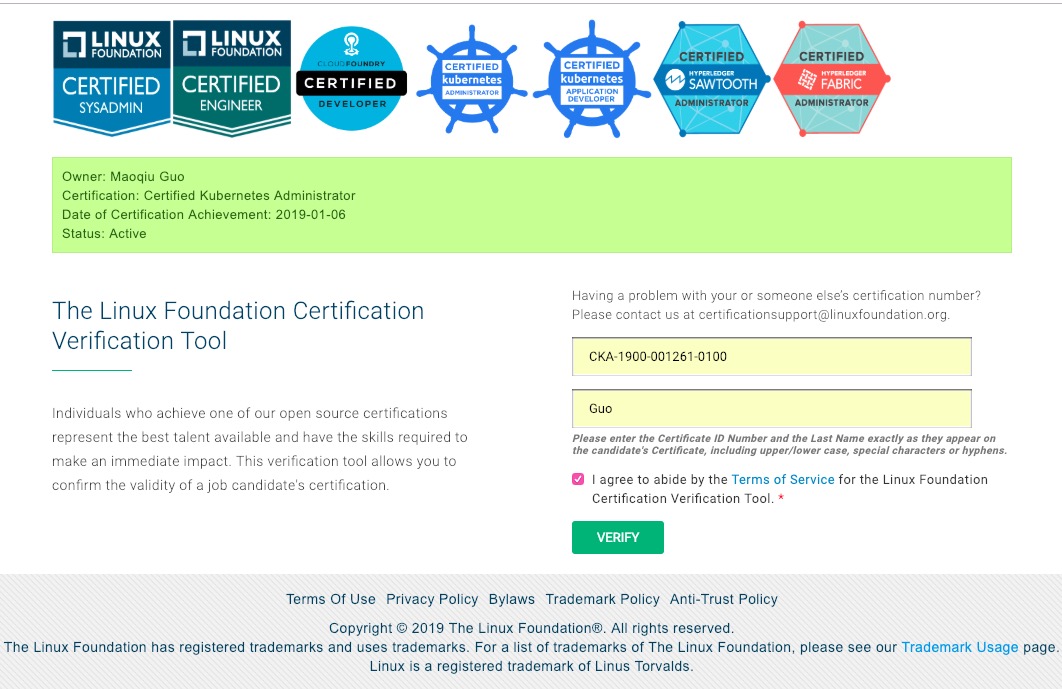 LINUX
FOUNDATION
CERTIFIED
SYSADMIN
LINUX
FOUNDATION
CERTIFIED
ENGINEER
CLOUD FOUNDRY
CERTIFIED
DEVELOPER
CERTIFIED
kubernetes
ADMINISTRATOR
CERTIFIED
kubernetes
APPLICATION
DEVELOPER
CERTIFIED
HYPERLEDGER
SAWTOOTH
ADMINISTRATOR
CERTIFIED
HYPERLEDGER
FABRIC
ADMINISTRATOR
Owner: Maoqiu Guo
Certification: Certified Kubernetes Administrator
Date of Certification Achievement: 2019-01-06
Status: Active
The Linux Foundation Certification
Verification Tool
Individuals who achieve one of our open source certifications
represent the best talent available and have the skills required to
make an immediate impact. This verification tool allows you to
confirm the validity of a job candidate's certification.
Having a problem with your or someone else's certification number?
Please contact us at certificationsupport@linuxfoundation.org.
CKA-1900-001261-0100
Guo
Please enter the Certificate ID Number and the Last Name exactly as they appear on
the candidate's Certificate, including upper/lower case, special characters or hyphens.
I agree to abide by the Terms of Service for the Linux Foundation
Certification Verification Tool. *
VERIFY
Terms Of Use Privacy Policy Bylaws Trademark Policy Anti-Trust Policy
Copyright © 2019 The Linux Foundation®. All rights reserved.
The Linux Foundation has registered trademarks and uses trademarks. For a list of trademarks of The Linux Foundation, please see our Trademark Usage page.
Linux is a registered trademark of Linus Torvalds.